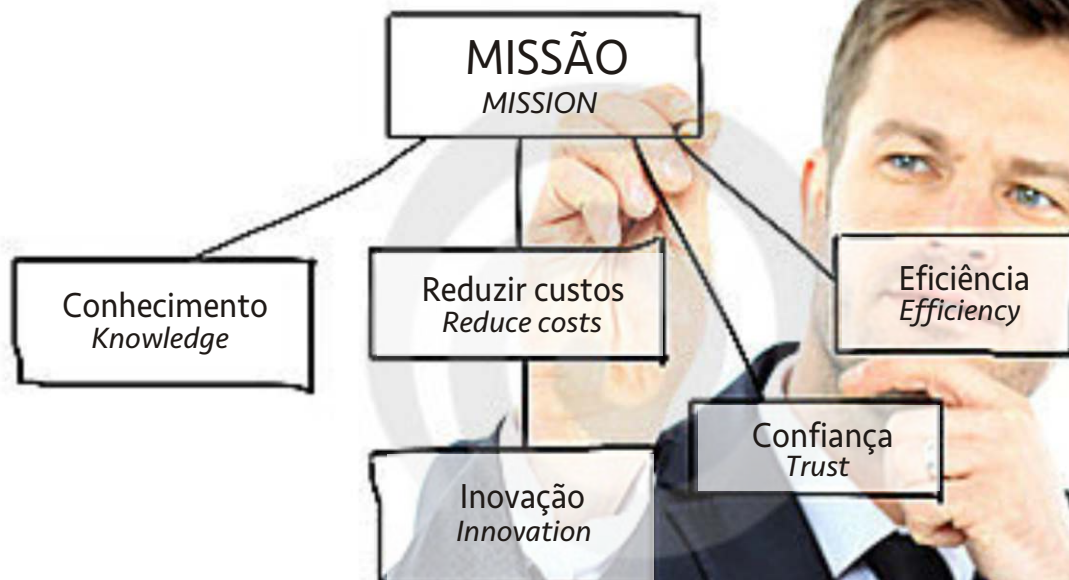 MISSÃO
MISSION
Conhecimento
Knowledge
Reduzir custos
Reduce costs
Eficiência
Efficiency
Confiança
Trust
Inovação
Innovation